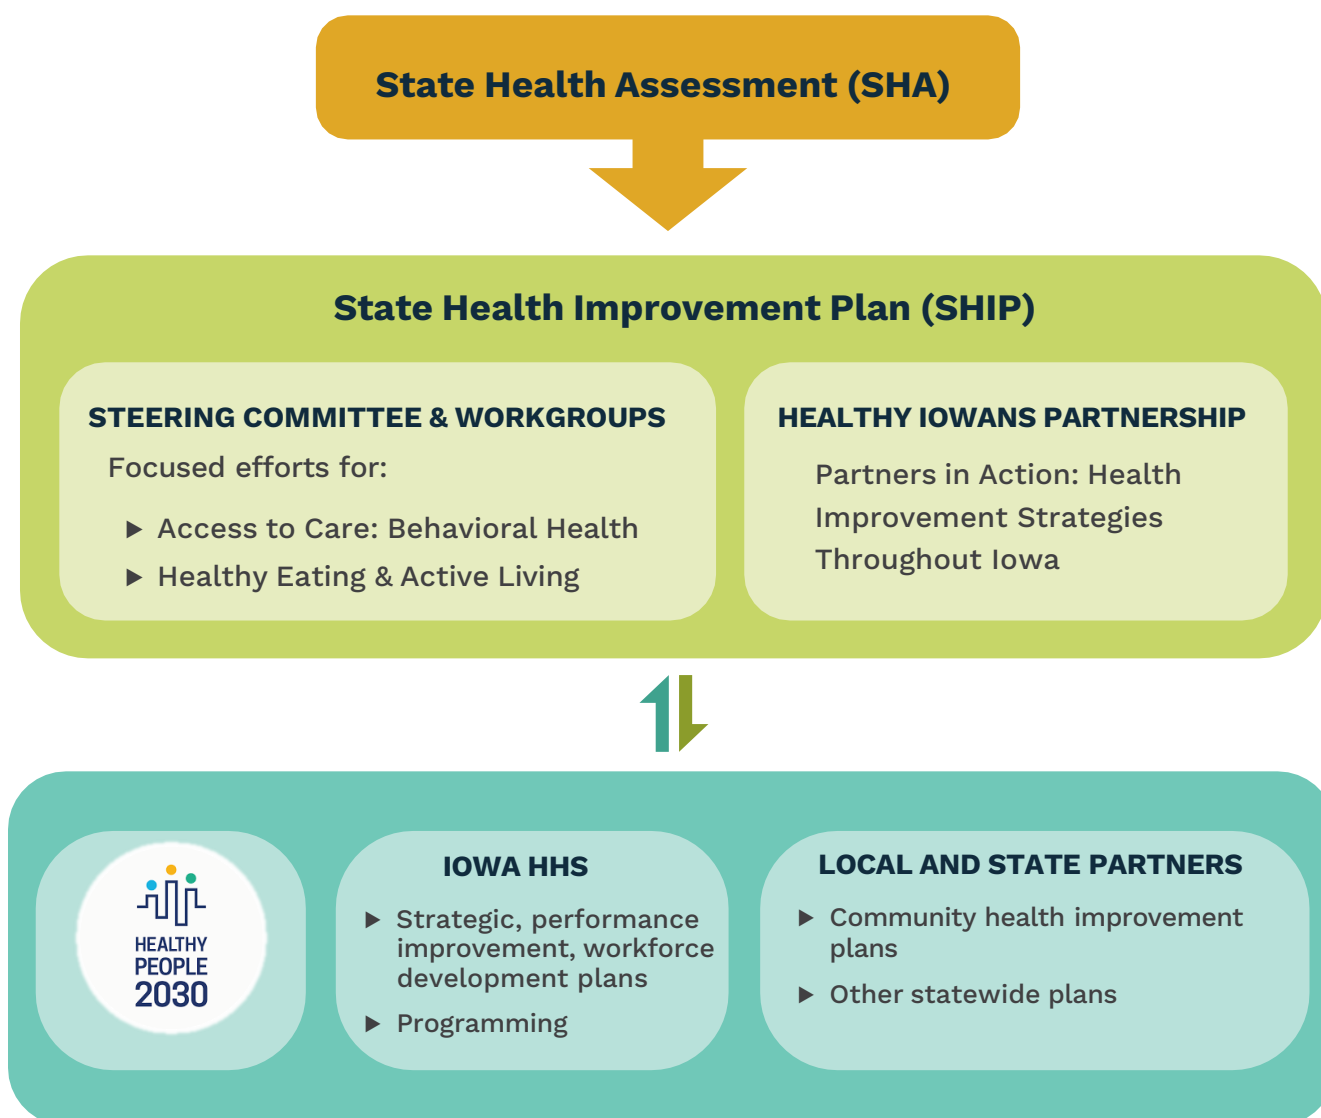 State Health Assessment (SHA)
State Health Improvement Plan (SHIP)
STEERING COMMITTEE & WORKGROUPS
Focused efforts for:
▶ Access to Care: Behavioral Health
▶ Healthy Eating & Active Living
HEALTHY IOWANS PARTNERSHIP
Partners in Action: Health
Improvement Strategies
Throughout Iowa
HEALTHY
PEOPLE
2030
IOWA HHS
▶ Strategic, performance
improvement, workforce
development plans
▶ Programming
LOCAL AND STATE PARTNERS
▶ Community health improvement
plans
▶ Other statewide plans